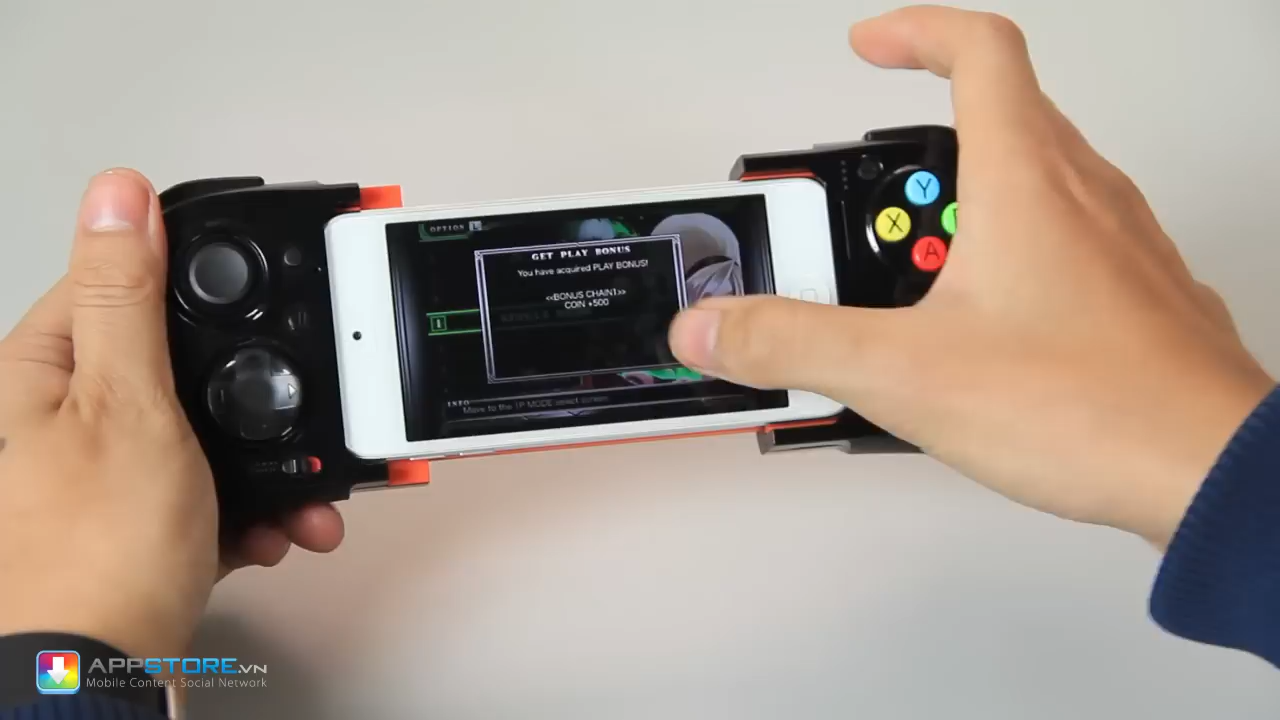 OPTION L
GET PLAY BONUS
You have acquired PLAY BONUS!
<<BONUS CHAIN1>>
COIN +500
INFO
Move to the 1P MODE select screen.
Y
X
A
APPSTORE.VN
Mobile Content Social Network